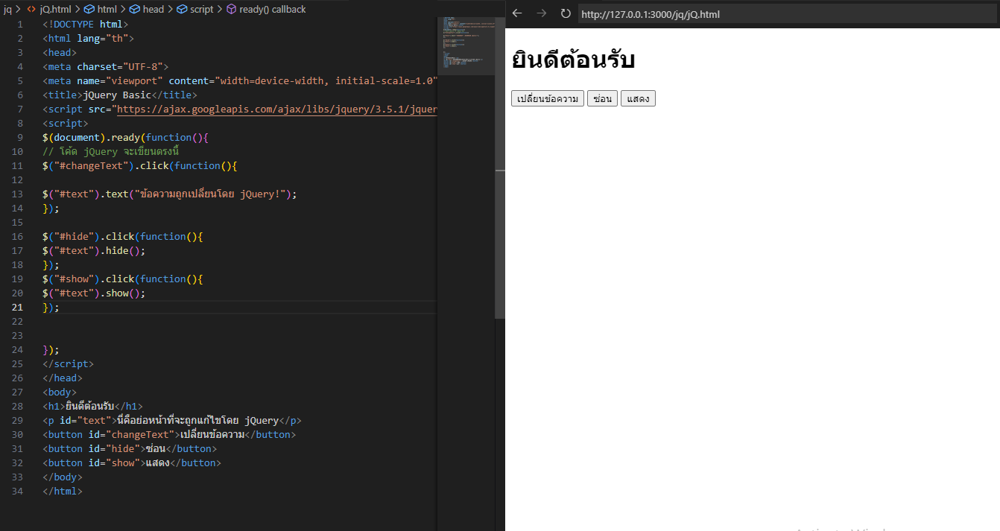 jq > jQ.html > html > head > script > ready() callback
1 <!DOCTYPE html>
2 <html lang="th">
3 <head>
4 <meta charset="UTF-8">
5 <meta name="viewport" content="width=device-width, initial-scale=1.0"
6 <title>jQuery Basic</title>
7 <script src="https://ajax.googleapis.com/ajax/libs/jquery/3.5.1/jquer
8 <script>
9 $(document).ready(function(){
10 // โค้ด jQuery จะเขียนตรงนี้
11 $("#changeText").click(function(){
12
13 $("#text").text("ข้อความถูกเปลี่ยนโดย jQuery!");
14 });
15
16 $("#hide").click(function(){
17 $("#text").hide();
18 });
19 $("#show").click(function(){
20 $("#text").show();
21 });
22
23
24 });
25 </script>
26 </head>
27 <body>
28 <h1>ยินดีต้อนรับ</h1>
29 <p id="text">นี่คือย่อหน้าที่จะถูกแก้ไขโดย jQuery</p>
30 <button id="changeText">เปลี่ยนข้อความ</button>
31 <button id="hide">ซ่อน</button>
32 <button id="show">แสดง</button>
33 </body>
34 </html>
http://127.0.0.1:3000/jq/jQ.html
ยินดีต้อนรับ
เปลี่ยนข้อความ ซ่อน แสดง